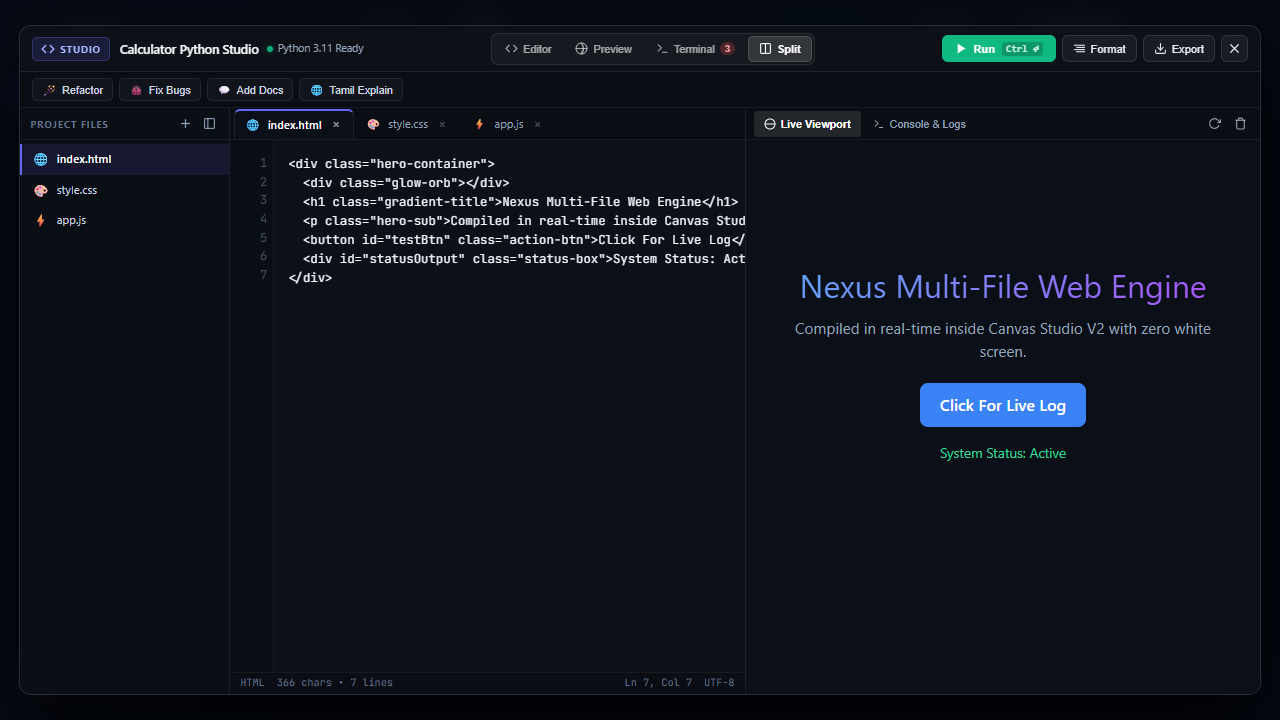 STUDIO
Calculator Python Studio
Python 3.11 Ready
Editor
Preview
Terminal 3
Split
Run Ctrl ⏎
Format
Export
Refactor
Fix Bugs
Add Docs
Tamil Explain
PROJECT FILES
index.html
style.css
app.js
index.html ×
style.css ×
app.js ×
1 <div class="hero-container">
2 <div class="glow-orb"></div>
3 <h1 class="gradient-title">Nexus Multi-File Web Engine</h1>
4 <p class="hero-sub">Compiled in real-time inside Canvas Stud
5 <button id="testBtn" class="action-btn">Click For Live Log</
6 <div id="statusOutput" class="status-box">System Status: Act
7 </div>
HTML 366 chars • 7 lines
Ln 7, Col 7 UTF-8
Live Viewport
Console & Logs
Nexus Multi-File Web Engine
Compiled in real-time inside Canvas Studio V2 with zero white
screen.
Click For Live Log
System Status: Active